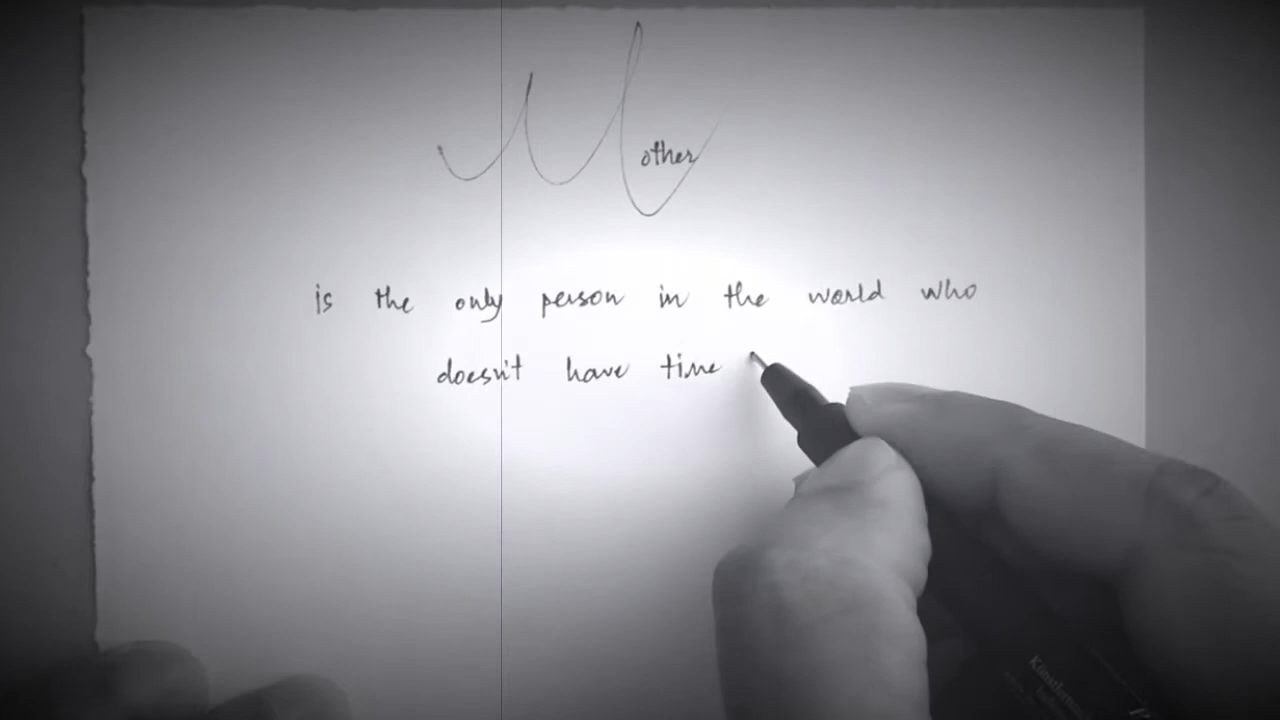 Mother
is the only person in the world who
doesn't have time